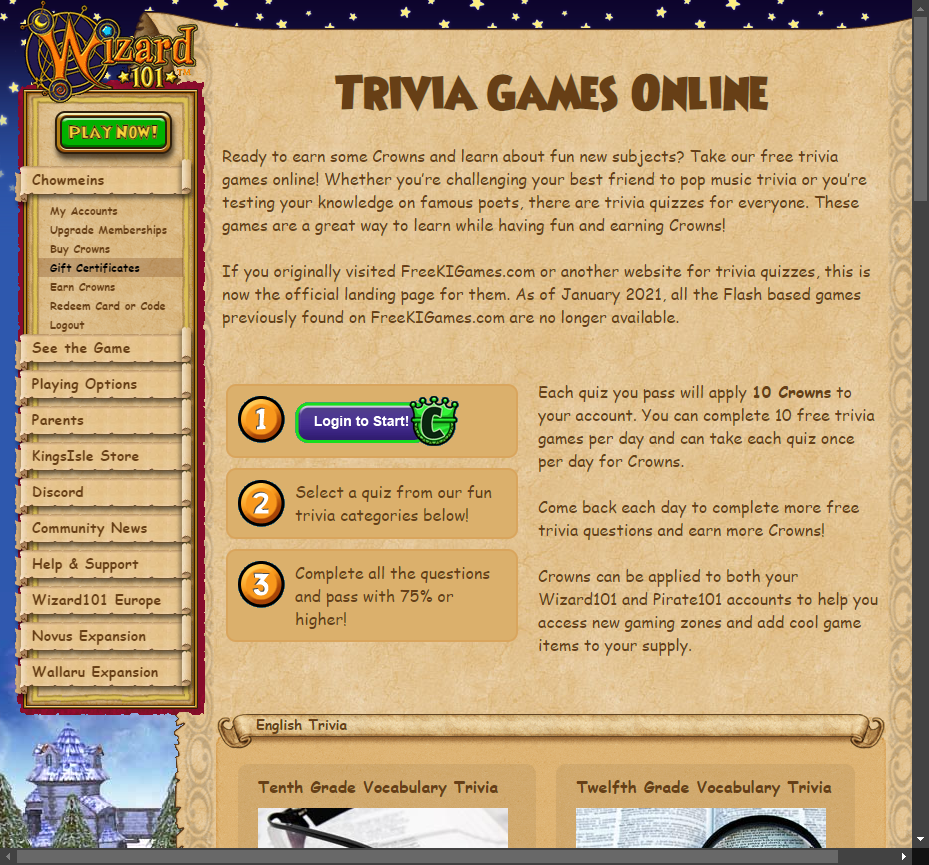 Wizard
101
TM
PLAY NOW!
Chowmeins
My Accounts
Upgrade Memberships
Buy Crowns
Gift Certificates
Earn Crowns
Redeem Card or Code
Logout
See the Game
Playing Options
Parents
KingsIsle Store
Discord
Community News
Help & Support
Wizard101 Europe
Novus Expansion
Wallaru Expansion
Trivia Games Online
Ready to earn some Crowns and learn about fun new subjects? Take our free trivia
games online! Whether you're challenging your best friend to pop music trivia or you're
testing your knowledge on famous poets, there are trivia quizzes for everyone. These
games are a great way to learn while having fun and earning Crowns!
If you originally visited FreeKIGames.com or another website for trivia quizzes, this is
now the official landing page for them. As of January 2021, all the Flash based games
previously found on FreeKIGames.com are no longer available.
1
Login to Start!
C
2
Select a quiz from our fun
trivia categories below!
3
Complete all the questions
and pass with 75% or
higher!
Each quiz you pass will apply 10 Crowns to
your account. You can complete 10 free trivia
games per day and can take each quiz once
per day for Crowns.
Come back each day to complete more free
trivia questions and earn more Crowns!
Crowns can be applied to both your
Wizard101 and Pirate101 accounts to help you
access new gaming zones and add cool game
items to your supply.
English Trivia
Tenth Grade Vocabulary Trivia
Twelfth Grade Vocabulary Trivia